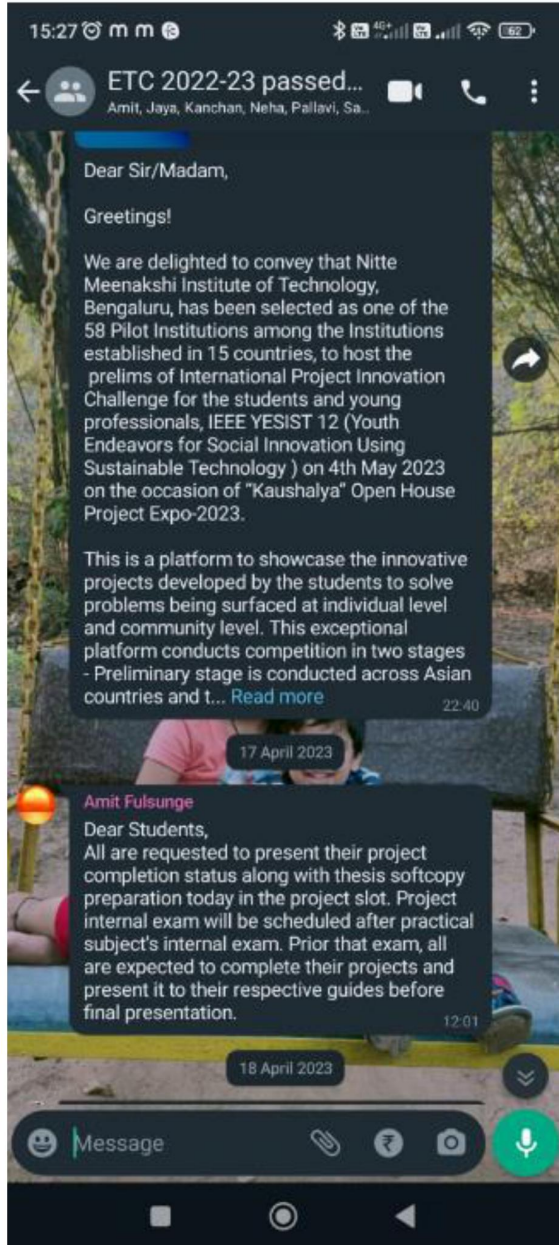 15:27 m m
4G+ 62
ETC 2022-23 passed...
Amit, Jaya, Kanchan, Neha, Pallavi, Sa...
Dear Sir/Madam,
Greetings!
We are delighted to convey that Nitte
Meenakshi Institute of Technology,
Bengaluru, has been selected as one of the
58 Pilot Institutions among the Institutions
established in 15 countries, to host the
prelims of International Project Innovation
Challenge for the students and young
professionals, IEEE YESIST 12 (Youth
Endeavors for Social Innovation Using
Sustainable Technology ) on 4th May 2023
on the occasion of “Kaushalya” Open House
Project Expo-2023.
This is a platform to showcase the innovative
projects developed by the students to solve
problems being surfaced at individual level
and community level. This exceptional
platform conducts competition in two stages
- Preliminary stage is conducted across Asian
countries and t... Read more
22:40
17 April 2023
Amit Fulsunge
Dear Students,
All are requested to present their project
completion status along with thesis softcopy
preparation today in the project slot. Project
internal exam will be scheduled after practical
subject's internal exam. Prior that exam, all
are expected to complete their projects and
present it to their respective guides before
final presentation.
12:01
18 April 2023
Message
₹